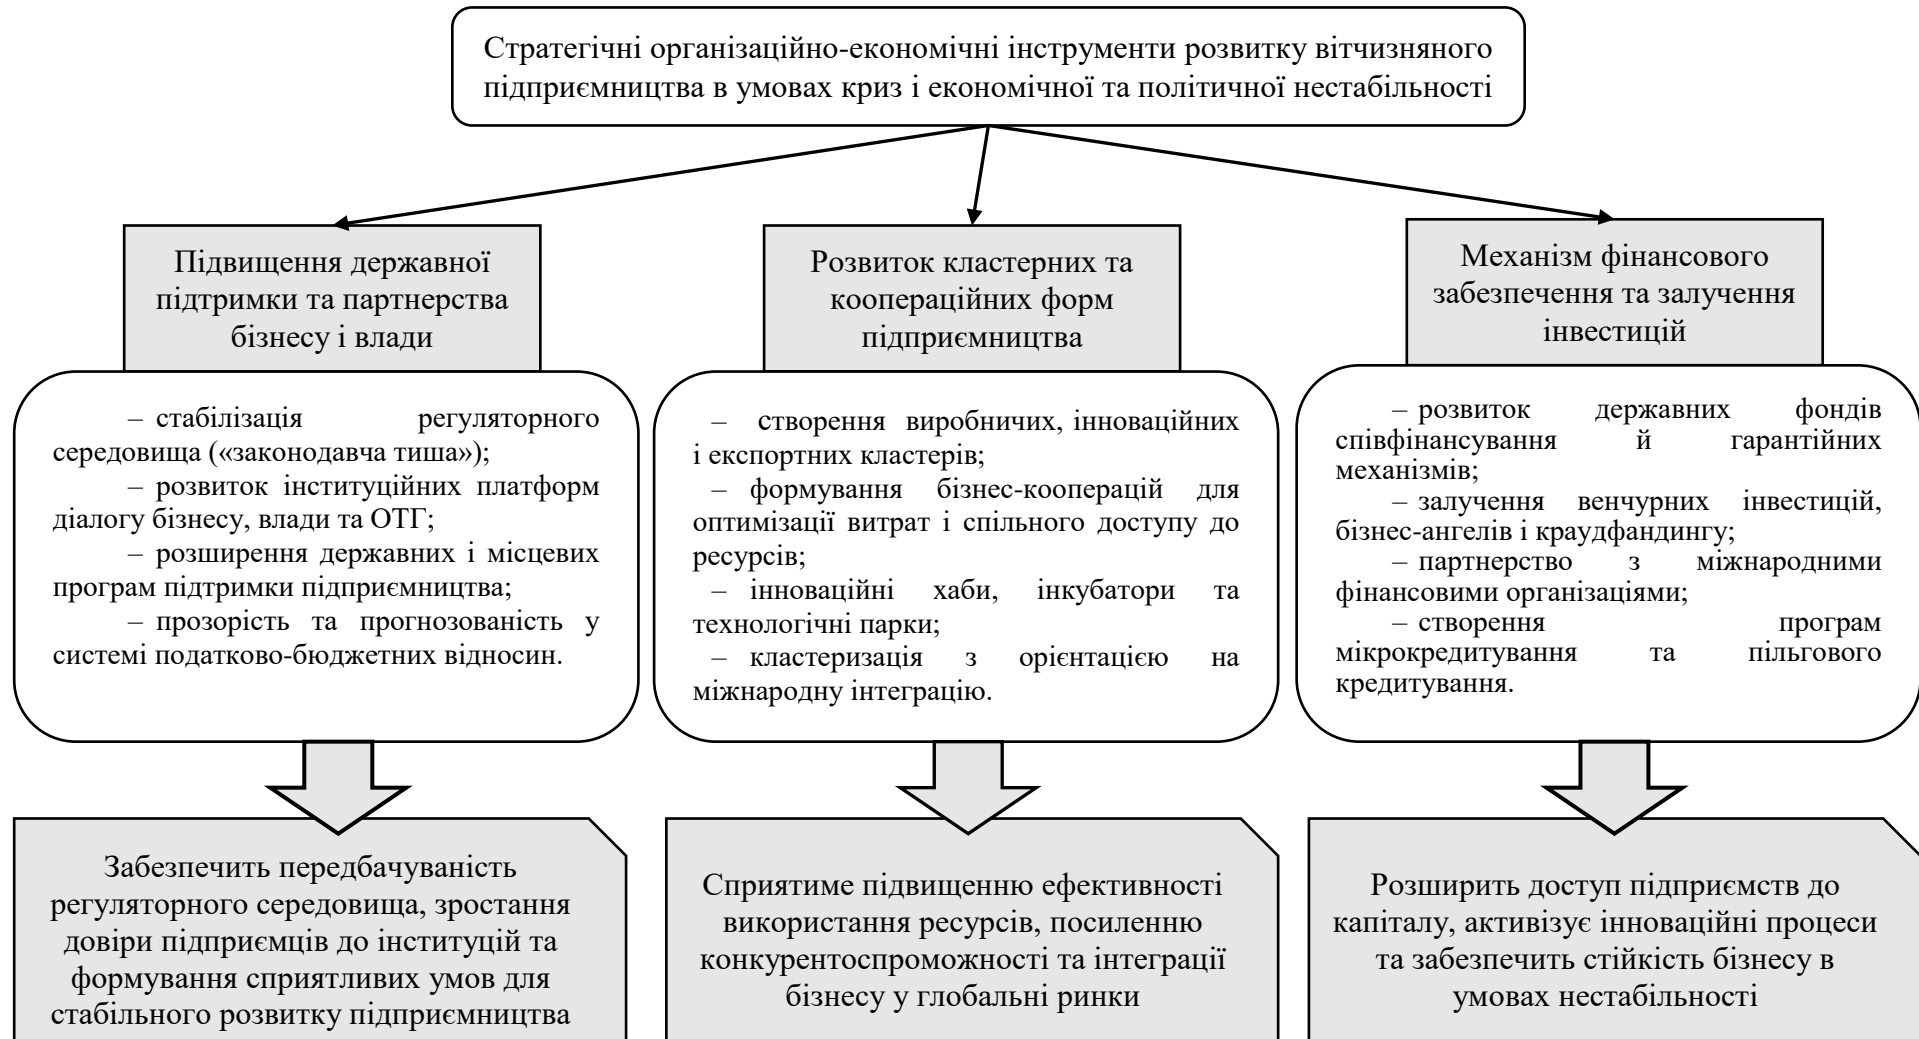 Стратегічні організаційно-економічні інструменти розвитку вітчизняного
підприємництва в умовах криз і економічної та політичної нестабільності
Підвищення державної
підтримки та партнерства
бізнесу і влади
– стабілізація регуляторного
середовища («законодавча тиша»);
– розвиток інституційних платформ
діалогу бізнесу, влади та ОТГ;
– розширення державних і місцевих
програм підтримки підприємництва;
– прозорість та прогнозованість у
системі податково-бюджетних відносин.
Забезпечить передбачуваність
регуляторного середовища, зростання
довіри підприємців до інституцій та
формування сприятливих умов для
стабільного розвитку підприємництва
Розвиток кластерних та
коопераційних форм
підприємництва
– створення виробничих, інноваційних
і експортних кластерів;
– формування бізнес-кооперацій для
оптимізації витрат і спільного доступу до
ресурсів;
– інноваційні хаби, інкубатори та
технологічні парки;
– кластеризація з орієнтацією на
міжнародну інтеграцію.
Сприятиме підвищенню ефективності
використання ресурсів, посиленню
конкурентоспроможності та інтеграції
бізнесу у глобальні ринки
Механізм фінансового
забезпечення та залучення
інвестицій
– розвиток державних фондів
співфінансування й гарантійних
механізмів;
– залучення венчурних інвестицій,
бізнес-ангелів і краудфандингу;
– партнерство з міжнародними
фінансовими організаціями;
– створення програм
мікрокредитування та пільгового
кредитування.
Розширить доступ підприємств до
капіталу, активізує інноваційні процеси
та забезпечить стійкість бізнесу в
умовах нестабільності